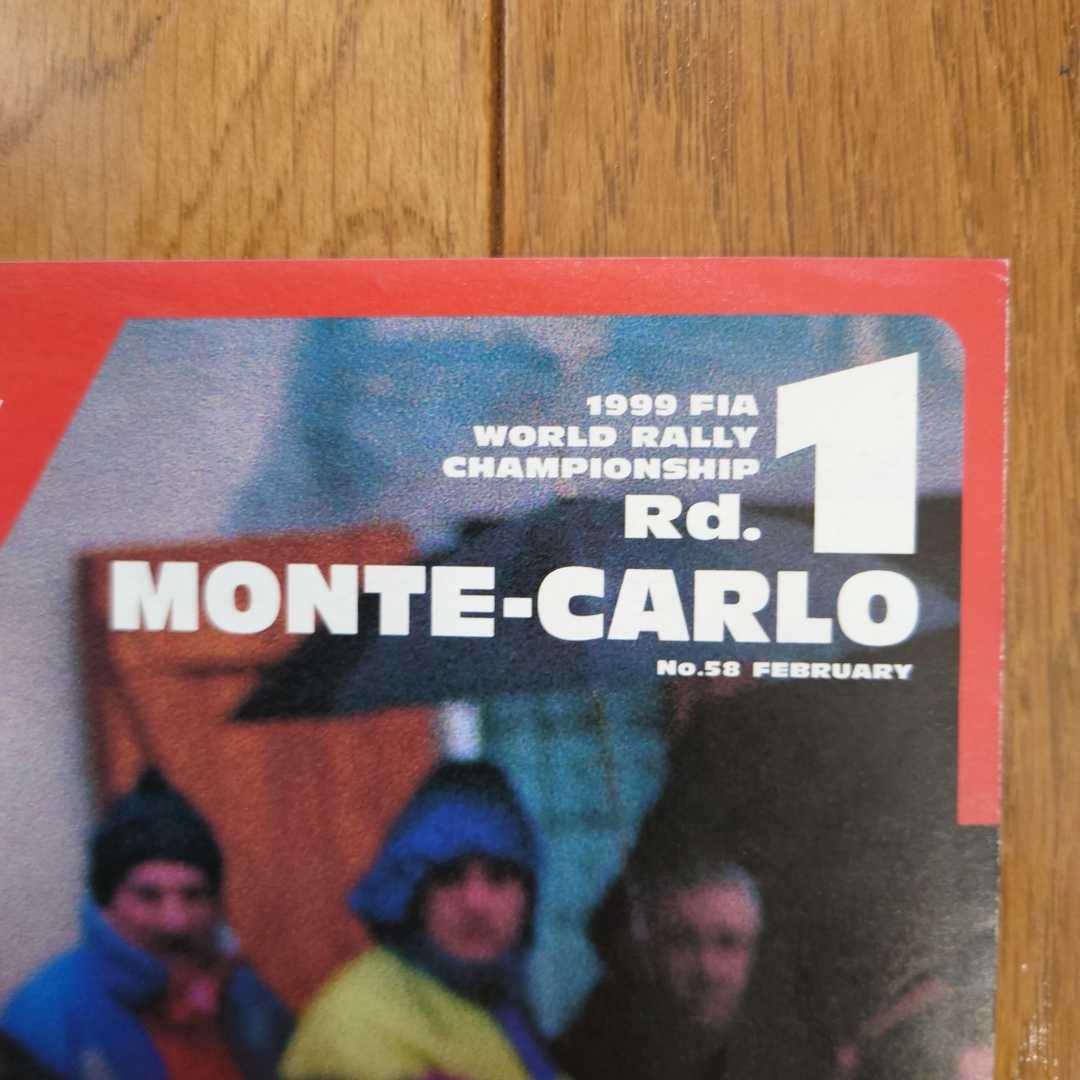 1999 FIA
WORLD RALLY
CHAMPIONSHIP
Rd. 1
MONTE-CARLO
No.58 FEBRUARY